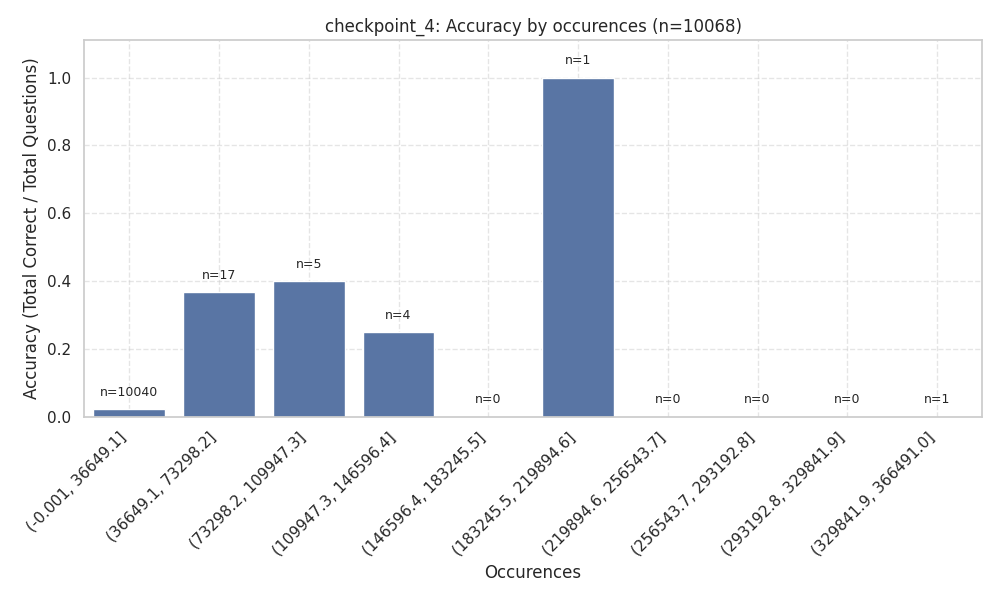 checkpoint_4: Accuracy by occurences (n=10068)
Accuracy (Total Correct / Total Questions)
1.0
0.8
0.6
0.4
0.2
0.0
n=10040
n=17
n=5
n=4
n=0
n=1
n=0
n=0
n=0
n=1
(-0.001, 36649.1]
(36649.1, 73298.2]
(73298.2, 109947.3]
(109947.3, 146596.4]
(146596.4, 183245.5]
(183245.5, 219894.6]
(219894.6, 256543.7]
(256543.7, 293192.8]
(293192.8, 329841.9]
(329841.9, 366491.0]
Occurences